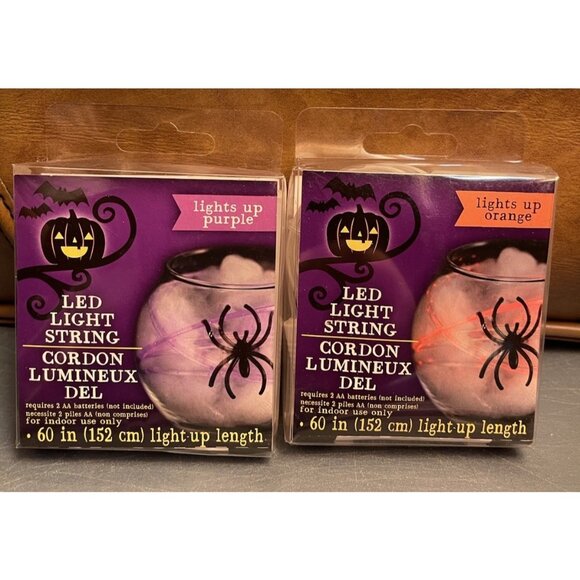 lights up
purple
LED
LIGHT
STRING
CORDON
LUMINEUX
DEL
requires 2 AA batteries (not included)
necessite 2 piles AA (non comprises)
for indoor use only
• 60 in (152 cm) light-up length
lights up
orange
LED
LIGHT
STRING
CORDON
LUMINEUX
DEL
requires 2 AA batteries (not included)
necessite 2 piles AA (non comprises)
for indoor use only
• 60 in (152 cm) light-up length